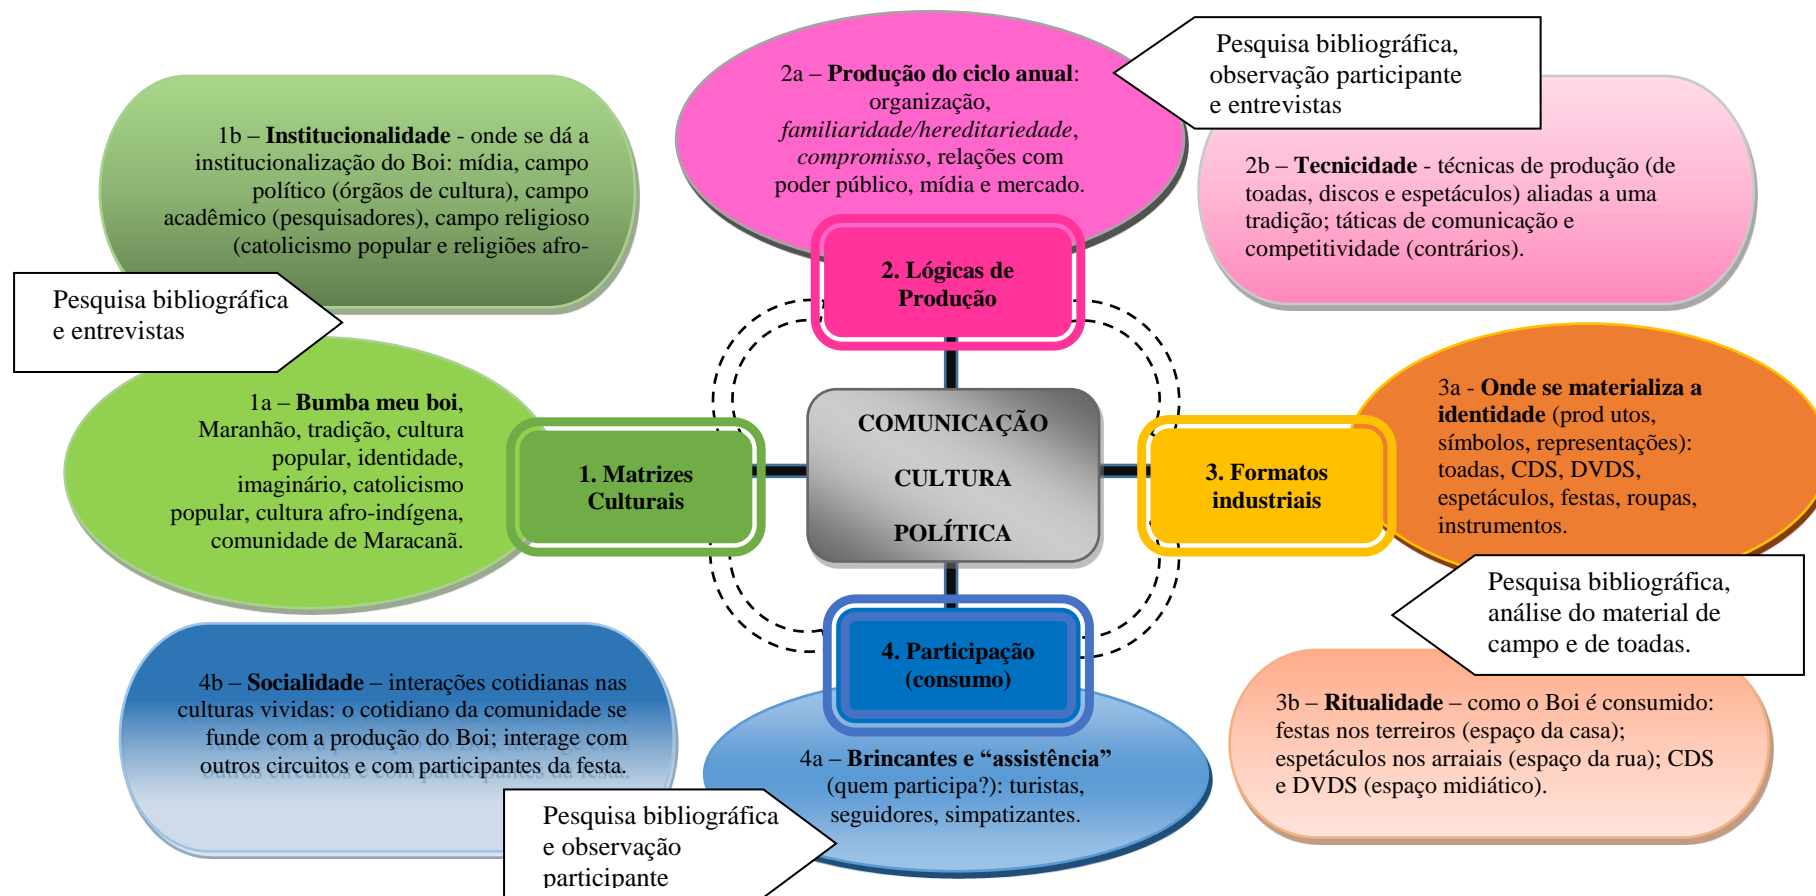 Pesquisa bibliográfica,
observação participante
e entrevistas
2a – Produção do ciclo anual:
organização,
familiaridade/hereditariedade,
compromisso, relações com
poder público, mídia e mercado.
1b – Institucionalidade - onde se dá a
institucionalização do Boi: mídia, campo
político (órgãos de cultura), campo
acadêmico (pesquisadores), campo religioso
(catolicismo popular e religiões afro-
2b – Tecnicidade - técnicas de produção (de
toadas, discos e espetáculos) aliadas a uma
tradição; táticas de comunicação e
competitividade (contrários).
2. Lógicas de
Produção
Pesquisa bibliográfica
e entrevistas
1a – Bumba meu boi,
Maranhão, tradição, cultura
popular, identidade,
imaginário, catolicismo
popular, cultura afro-indígena,
comunidade de Maracanã.
1. Matrizes
Culturais
COMUNICAÇÃO
CULTURA
POLÍTICA
3. Formatos
industriais
3a - Onde se materializa a
identidade (prod utos,
símbolos, representações):
toadas, CDS, DVDS,
espetáculos, festas, roupas,
instrumentos.
Pesquisa bibliográfica,
análise do material de
campo e de toadas.
4. Participação
(consumo)
4b – Socialidade – interações cotidianas nas
culturas vividas: o cotidiano da comunidade se
funde com a produção do Boi; interage com
outros circuitos e com participantes da festa.
4a – Brincantes e “assistência”
(quem participa?): turistas,
seguidores, simpatizantes.
3b – Ritualidade – como o Boi é consumido:
festas nos terreiros (espaço da casa);
espetáculos nos arraiais (espaço da rua); CDS
e DVDS (espaço midiático).
Pesquisa bibliográfica
e observação
participante